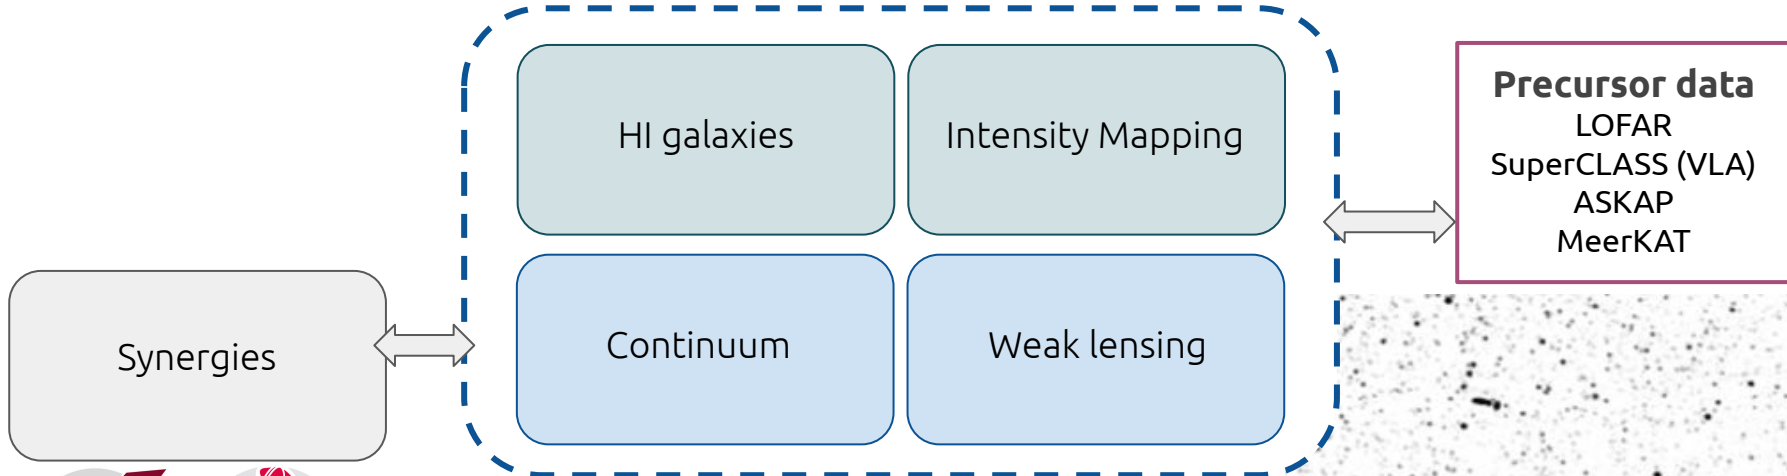 HI galaxies
Intensity Mapping
Continuum
Weak lensing
Synergies
Precursor data
LOFAR
SuperCLASS (VLA)
ASKAP
MeerKAT